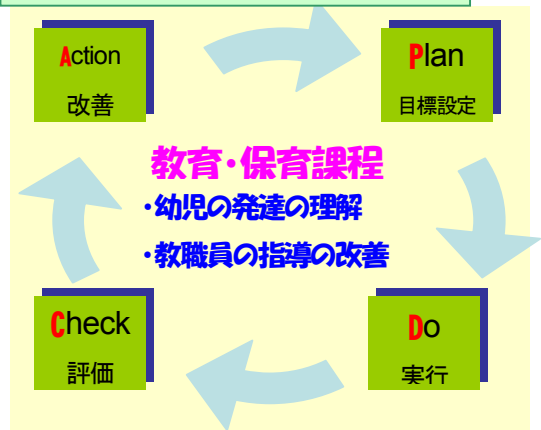 Action
改善
Plan
目標設定
教育・保育課程
・幼児の発達の理解
・教職員の指導の改善
Check
評価
Do
実行